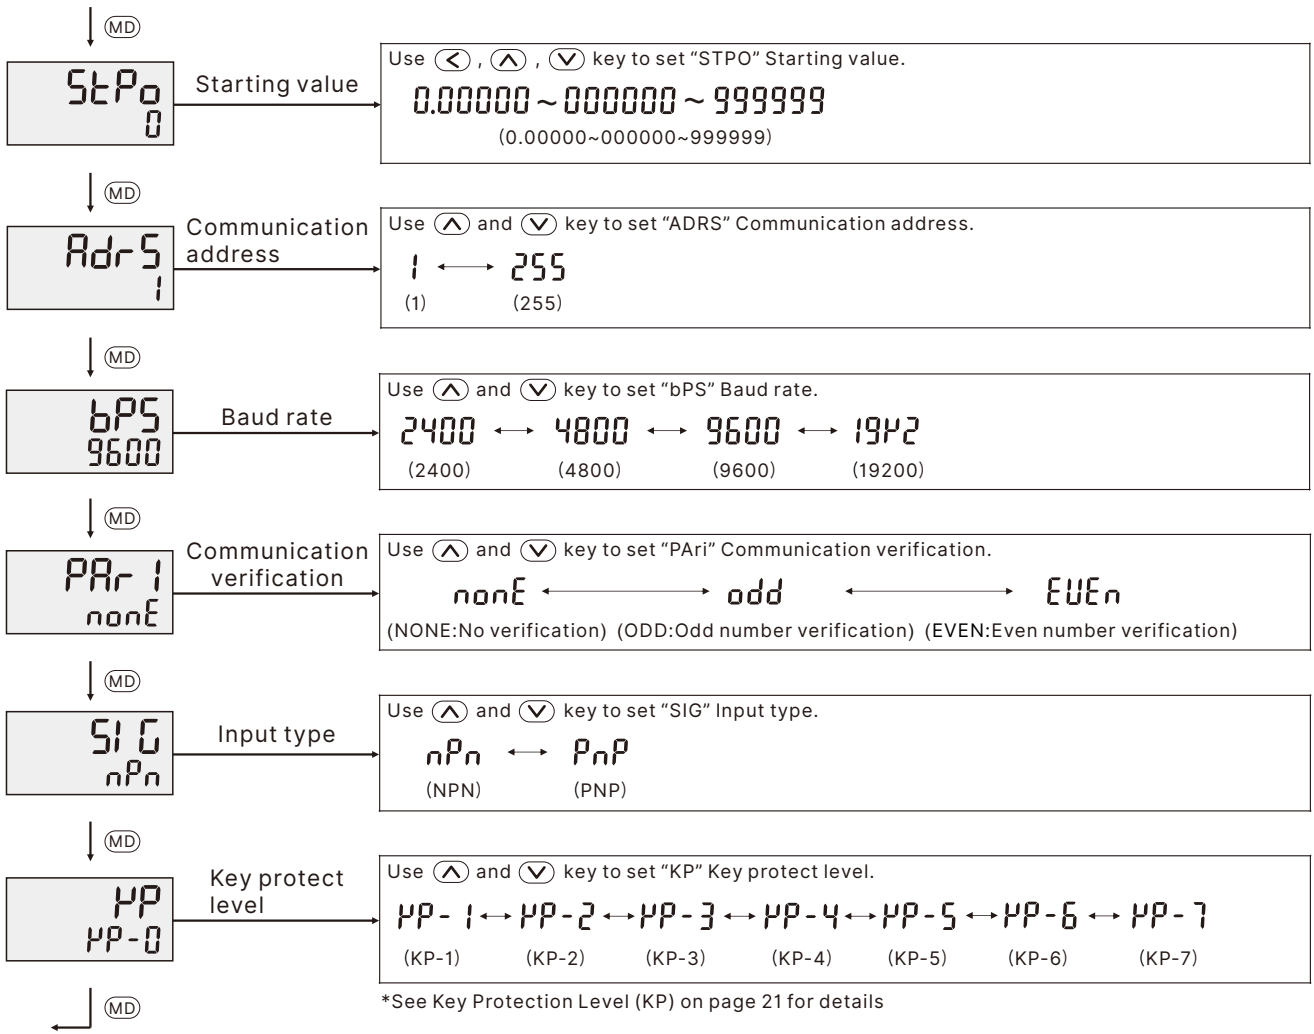 MD
StPo
0
Starting value
Use <, ∧, ∨ key to set “STPO” Starting value.
0.00000~000000~999999
(0.00000~000000~999999)
MD
AdrS
1
Communication
address
Use ∧ and ∨ key to set “ADRS” Communication address.
1 ↔ 255
(1) (255)
MD
bPS
9600
Baud rate
Use ∧ and ∨ key to set “bPS” Baud rate.
2400 ↔ 4800 ↔ 9600 ↔ 19K2
(2400) (4800) (9600) (19200)
MD
PArI
nonE
Communication
verification
Use ∧ and ∨ key to set “PAri” Communication verification.
nonE ↔ odd ↔ EVEn
(NONE:No verification) (ODD:Odd number verification) (EVEN:Even number verification)
MD
SIG
nPn
Input type
Use ∧ and ∨ key to set “SIG” Input type.
nPn ↔ PnP
(NPN) (PNP)
MD
KP
KP-0
Key protect
level
Use ∧ and ∨ key to set “KP” Key protect level.
KP-1 ↔ KP-2 ↔ KP-3 ↔ KP-4 ↔ KP-5 ↔ KP-6 ↔ KP-7
(KP-1) (KP-2) (KP-3) (KP-4) (KP-5) (KP-6) (KP-7)
MD
*See Key Protection Level (KP) on page 21 for details